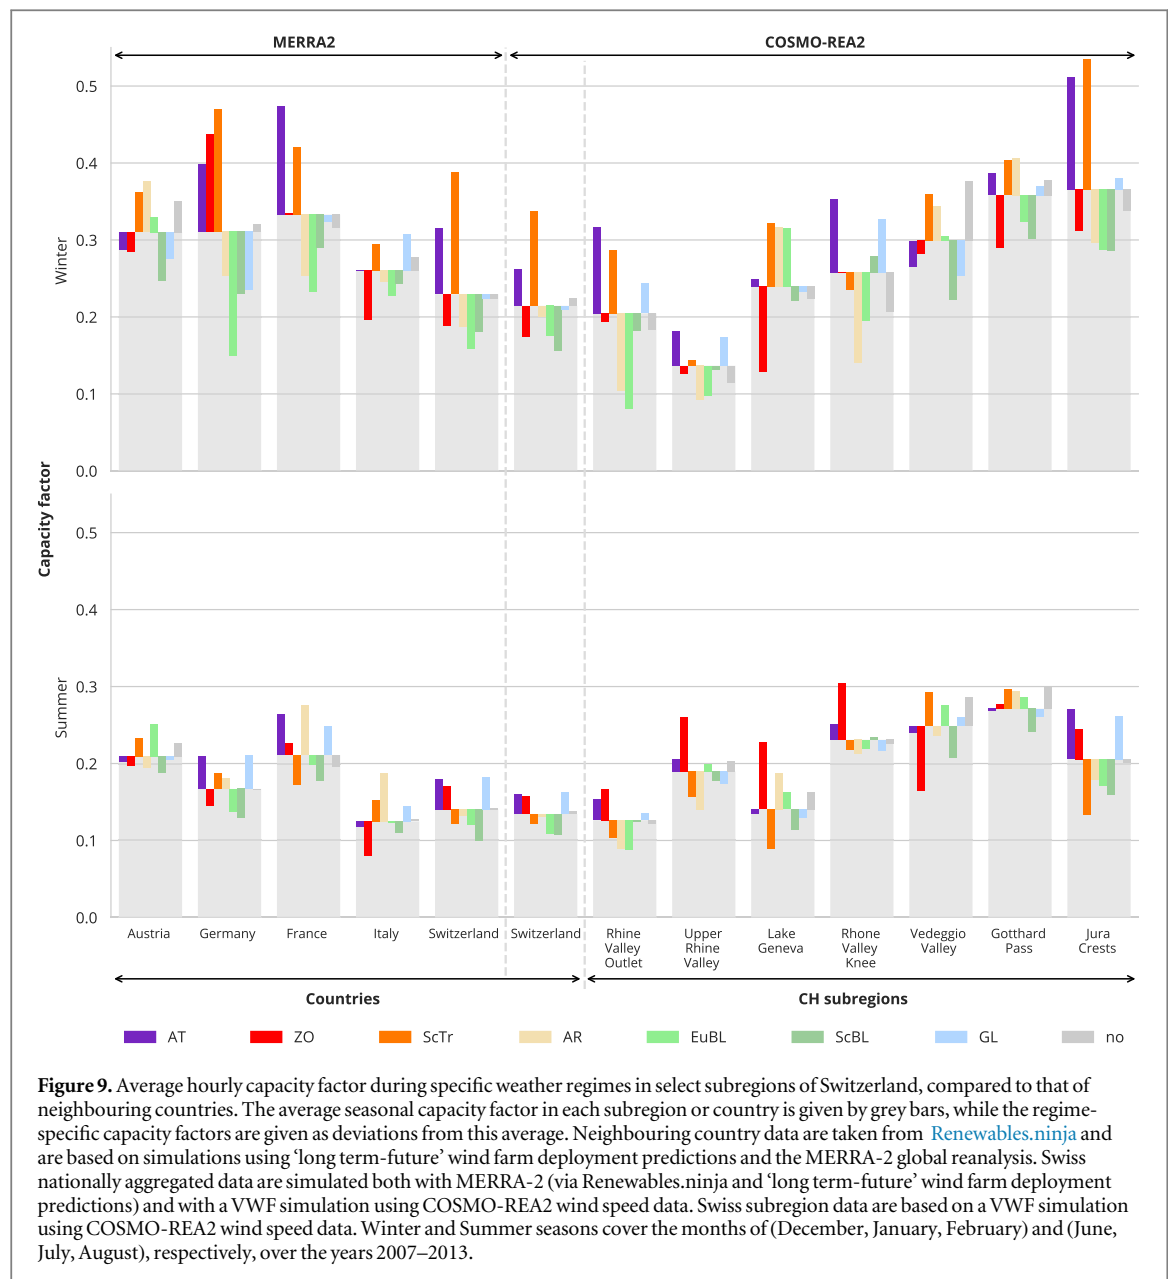 MERRA2
COSMO-REA2
0.5
0.4
0.3
0.2
0.1
0.0
Winter
Capacity factor
0.5
0.4
0.3
0.2
0.1
0.0
Summer
Austria
Germany
France
Italy
Switzerland
Switzerland
Rhine
Valley
Outlet
Upper
Rhine
Valley
Lake
Geneva
Rhone
Valley
Knee
Vedeggio
Valley
Gotthard
Pass
Jura
Crests
Countries
CH subregions
AT
ZO
ScTr
AR
EuBL
ScBL
GL
no
Figure 9. Average hourly capacity factor during specific weather regimes in select subregions of Switzerland, compared to that of
neighbouring countries. The average seasonal capacity factor in each subregion or country is given by grey bars, while the regime-
specific capacity factors are given as deviations from this average. Neighbouring country data are taken from Renewables.ninja and
are based on simulations using ‘long term-future’ wind farm deployment predictions and the MERRA-2 global reanalysis. Swiss
nationally aggregated data are simulated both with MERRA-2 (via Renewables.ninja and ‘long term-future’ wind farm deployment
predictions) and with a VWF simulation using COSMO-REA2 wind speed data. Swiss subregion data are based on a VWF simulation
using COSMO-REA2 wind speed data. Winter and Summer seasons cover the months of (December, January, February) and (June,
July, August), respectively, over the years 2007–2013.